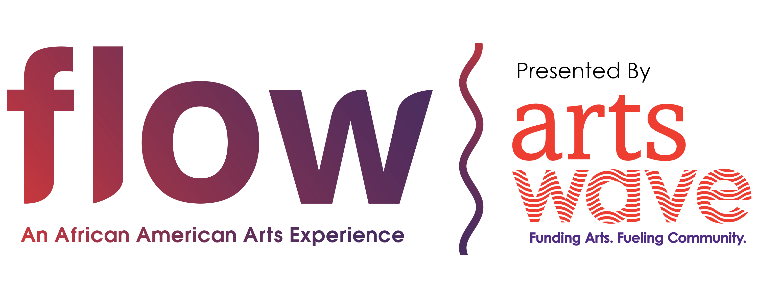 flow
An African American Arts Experience
Presented By
arts
wave
Funding Arts. Fueling Community.